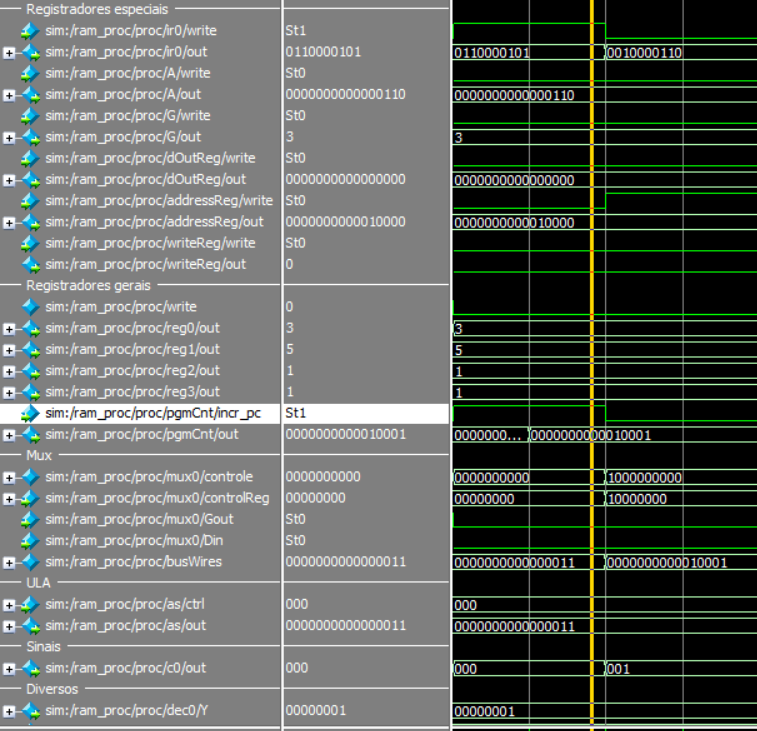 Registradores especiais
sim:/ram_proc/proc/ir0/write St1
sim:/ram_proc/proc/ir0/out 0110000101 0110000101 0010000110
sim:/ram_proc/proc/A/write St0
sim:/ram_proc/proc/A/out 0000000000000110 0000000000000110
sim:/ram_proc/proc/G/write St0
sim:/ram_proc/proc/G/out 3 3
sim:/ram_proc/proc/dOutReg/write St0
sim:/ram_proc/proc/dOutReg/out 0000000000000000 0000000000000000
sim:/ram_proc/proc/addressReg/write St0
sim:/ram_proc/proc/addressReg/out 0000000000010000 0000000000010000
sim:/ram_proc/proc/writeReg/write St0
sim:/ram_proc/proc/writeReg/out 0
Registradores gerais
sim:/ram_proc/proc/write 0
sim:/ram_proc/proc/reg0/out 3 3
sim:/ram_proc/proc/reg1/out 5 5
sim:/ram_proc/proc/reg2/out 1 1
sim:/ram_proc/proc/reg3/out 1 1
sim:/ram_proc/proc/pgmCnt/incr_pc St1
sim:/ram_proc/proc/pgmCnt/out 0000000000010001 0000000... 0000000000010001
Mux
sim:/ram_proc/proc/mux0/controle 0000000000 0000000000 1000000000
sim:/ram_proc/proc/mux0/controlReg 00000000 00000000 10000000
sim:/ram_proc/proc/mux0/Gout St0
sim:/ram_proc/proc/mux0/Din St0
sim:/ram_proc/proc/busWires 0000000000000011 0000000000000011 0000000000010001
ULA
sim:/ram_proc/proc/as/ctrl 000 000
sim:/ram_proc/proc/as/out 0000000000000011 0000000000000011
Sinais
sim:/ram_proc/proc/c0/out 000 000 001
Diversos
sim:/ram_proc/proc/dec0/Y 00000001 00000001